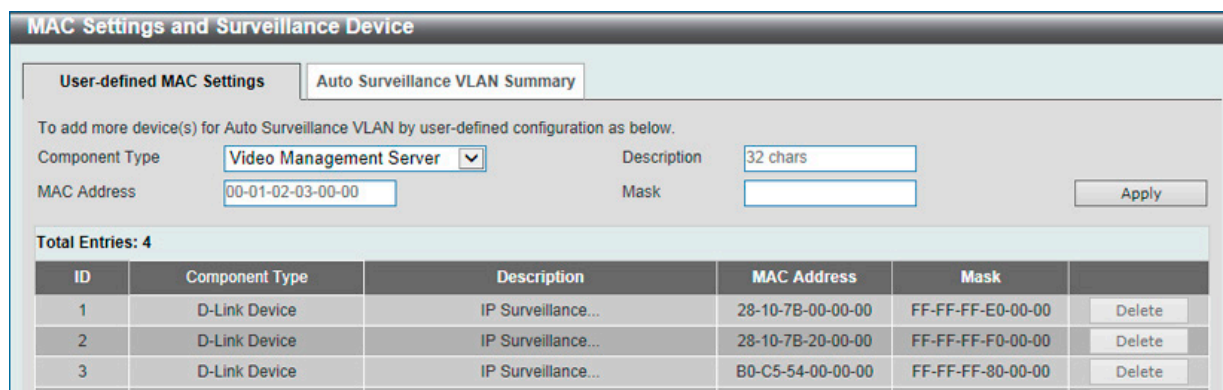 MAC Settings and Surveillance Device
User-defined MAC Settings Auto Surveillance VLAN Summary
To add more device(s) for Auto Surveillance VLAN by user-defined configuration as below.
Component Type Video Management Server Description 32 chars
MAC Address 00-01-02-03-00-00 Mask Apply
Total Entries: 4
ID Component Type Description MAC Address Mask
1 D-Link Device IP Surveillance... 28-10-7B-00-00-00 FF-FF-FF-E0-00-00 Delete
2 D-Link Device IP Surveillance... 28-10-7B-20-00-00 FF-FF-FF-F0-00-00 Delete
3 D-Link Device IP Surveillance... B0-C5-54-00-00-00 FF-FF-FF-80-00-00 Delete